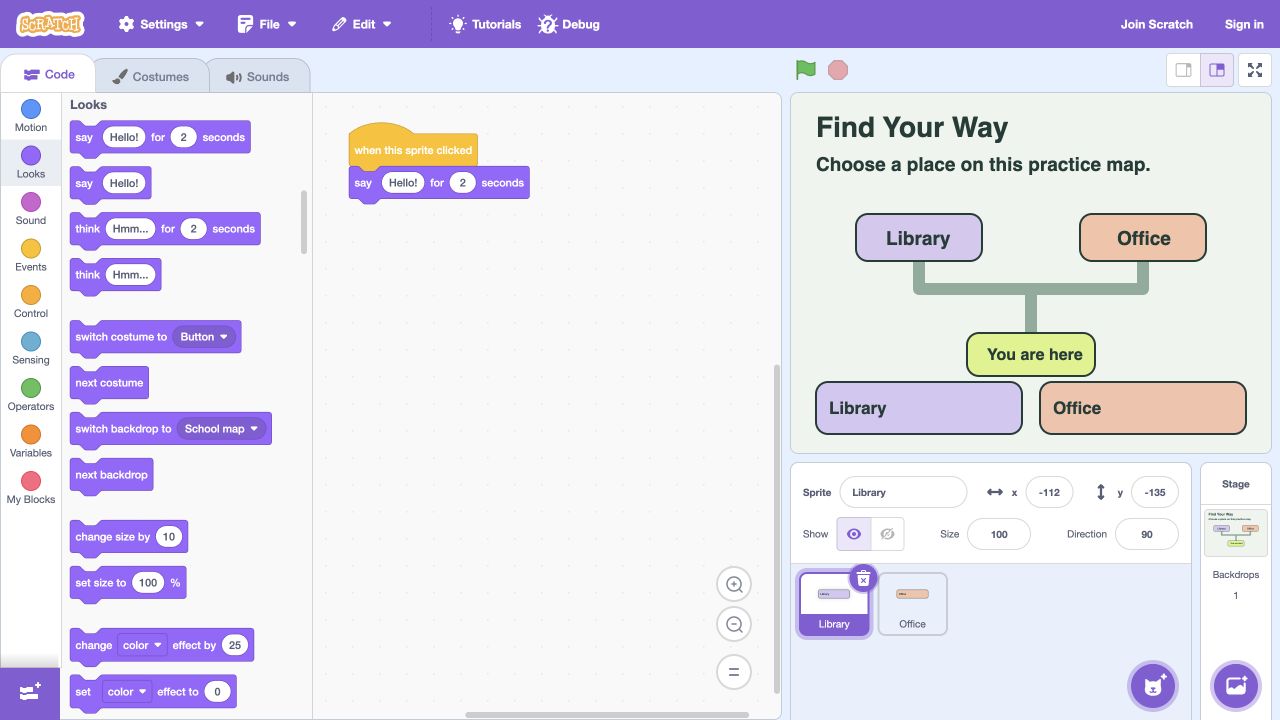 SCRATCH Settings File Edit Tutorials Debug Join Scratch Sign in
Code Costumes Sounds
Motion
Looks
Sound
Events
Control
Sensing
Operators
Variables
My Blocks
Looks
say Hello! for 2 seconds
say Hello!
think Hmm... for 2 seconds
think Hmm...
switch costume to Button
next costume
switch backdrop to School map
next backdrop
change size by 10
set size to 100 %
change color effect by 25
set color effect to 0
when this sprite clicked
say Hello! for 2 seconds
Find Your Way
Choose a place on this practice map.
Library Office
You are here
Library Office
Sprite Library x -112 y -135
Show Size 100 Direction 90
Library Office
Stage
Backdrops
1